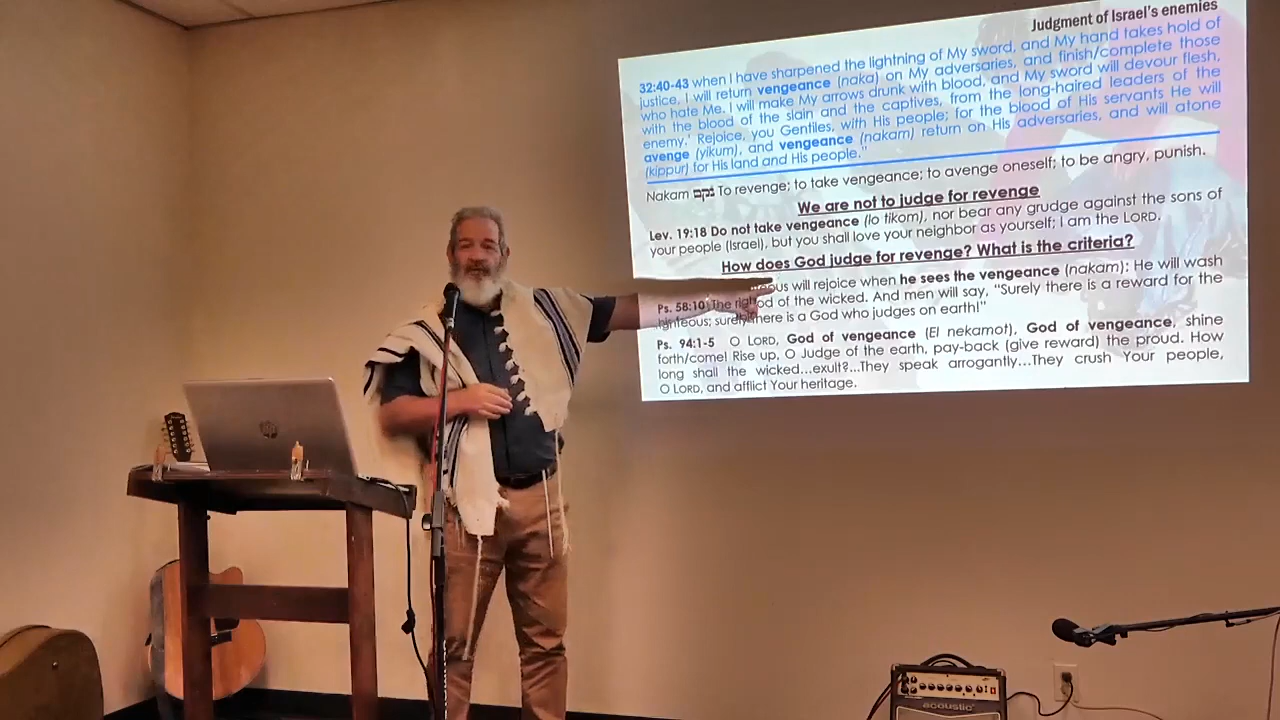 Judgment of Israel's enemies
32:40-43 when I have sharpened the lightning of My sword, and My hand takes hold of
justice, I will return vengeance (naka) on My adversaries, and finish/complete those
who hate Me. I will make My arrows drunk with blood, and My sword will devour flesh,
with the blood of the slain and the captives, from the long-haired leaders of the
enemy.' Rejoice, you Gentiles, with His people; for the blood of His servants He will
avenge (yikum), and vengeance (nakam) return on His adversaries, and will atone
(kippur) for His land and His people."
Nakam נקם To revenge; to take vengeance; to avenge oneself; to be angry, punish.
We are not to judge for revenge
Lev. 19:18 Do not take vengeance (lo tikom), nor bear any grudge against the sons of
your people (Israel), but you shall love your neighbor as yourself; I am the LORD.
How does God judge for revenge? What is the criteria?
Ps. 58:10 The righteous will rejoice when he sees the vengeance (nakam); He will wash
of the wicked. And men will say, "Surely there is a reward for the
righteous; surely there is a God who judges on earth!"
Ps. 94:1-5 O LORD, God of vengeance (El nekamot), God of vengeance, shine
forth/come! Rise up, O Judge of the earth, pay-back (give reward) the proud. How
long shall the wicked...exult?...They speak arrogantly...They crush Your people,
O LORD, and afflict Your heritage.
acoustic